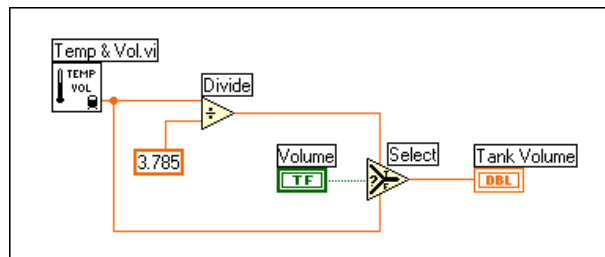 Temp & Vol.vi
TEMP
VOL
Divide
÷
3.785
Volume
TF
Select
?
T
F
Tank Volume
DBL